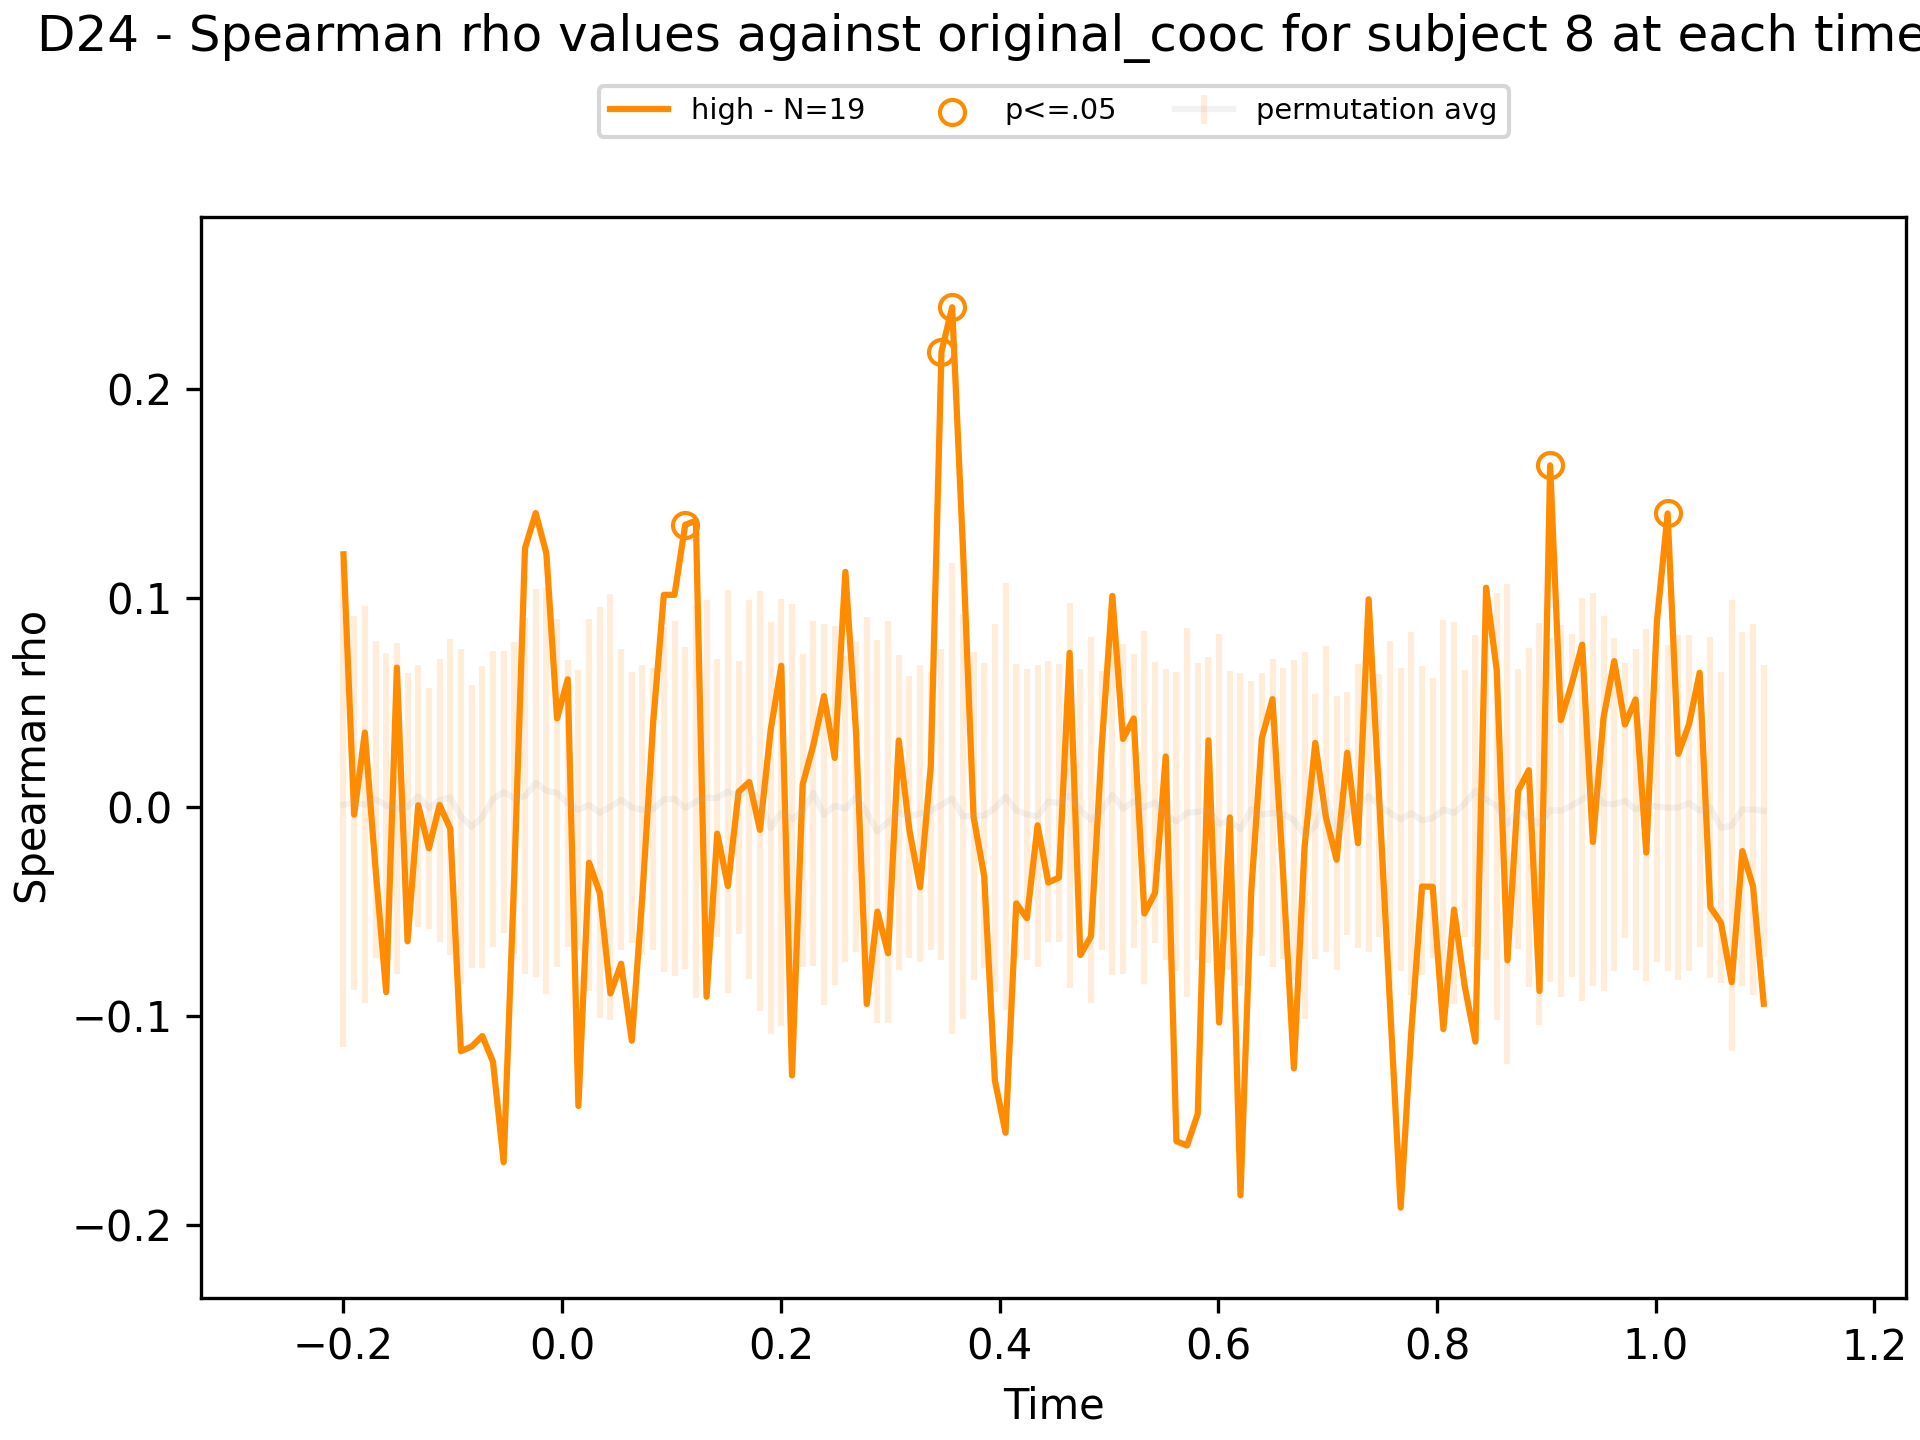 D24 - Spearman rho values against original_cooc for subject 8 at each time
high - N=19 p<=.05 permutation avg
Spearman rho
0.2
0.1
0.0
−0.1
−0.2
−0.2 0.0 0.2 0.4 0.6 0.8 1.0 1.2
Time